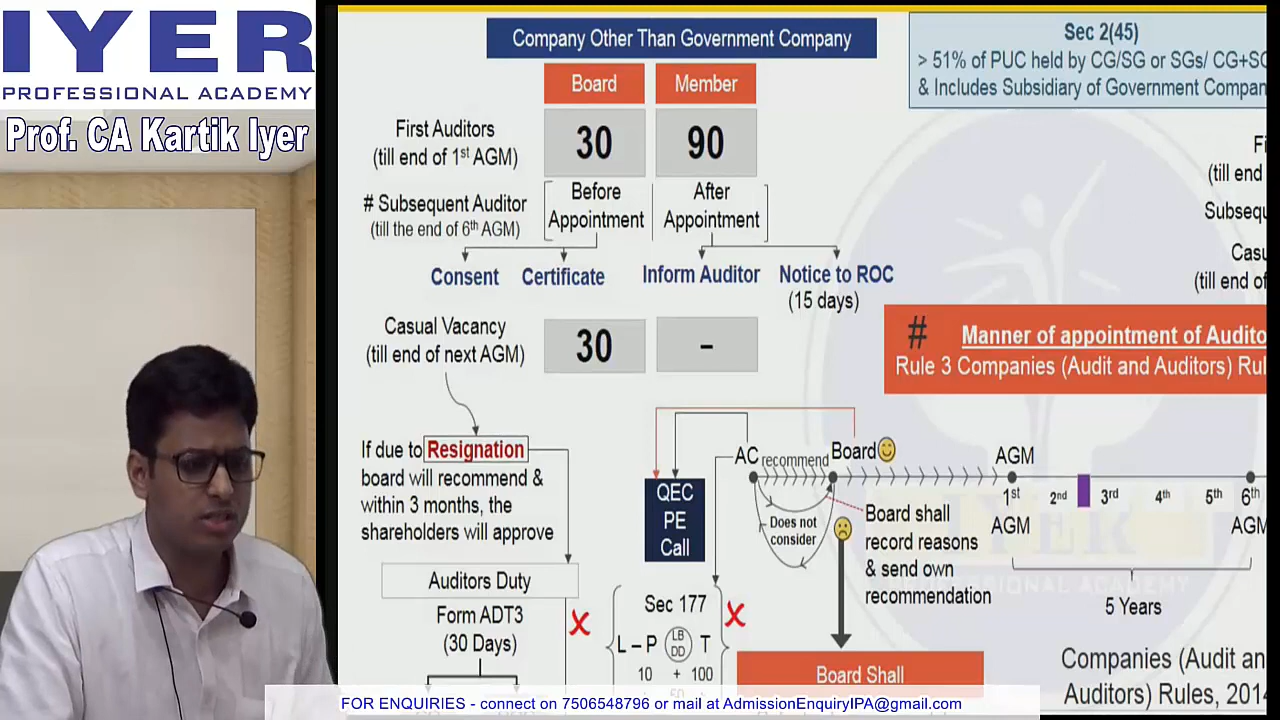 IYER
PROFESSIONAL ACADEMY
Prof. CA Kartik Iyer
Company Other Than Government Company
Board
Member
First Auditors
(till end of 1st AGM)
30
90
# Subsequent Auditor
(till the end of 6th AGM)
Before
Appointment
After
Appointment
Consent
Certificate
Inform Auditor
Notice to ROC
(15 days)
Casual Vacancy
(till end of next AGM)
30
–
If due to Resignation
board will recommend &
within 3 months, the
shareholders will approve
Auditors Duty
Form ADT3
(30 Days)
QEC
PE
Call
AC
recommend
Board
Does not
consider
Board shall
record reasons
& send own
recommendation
Sec 177
L – P LB DD T
10 + 100
Board Shall
AGM
1st 2nd 3rd 4th 5th 6th
AGM
AGM
5 Years
Companies (Audit an
Auditors) Rules, 2014
Sec 2(45)
> 51% of PUC held by CG/SG or SGs/ CG+SG
& Includes Subsidiary of Government Compan
Fi
(till end
Subsequ
Casu
(till end of
# Manner of appointment of Audito
Rule 3 Companies (Audit and Auditors) Rul
FOR ENQUIRIES - connect on 7506548796 or mail at AdmissionEnquiryIPA@gmail.com